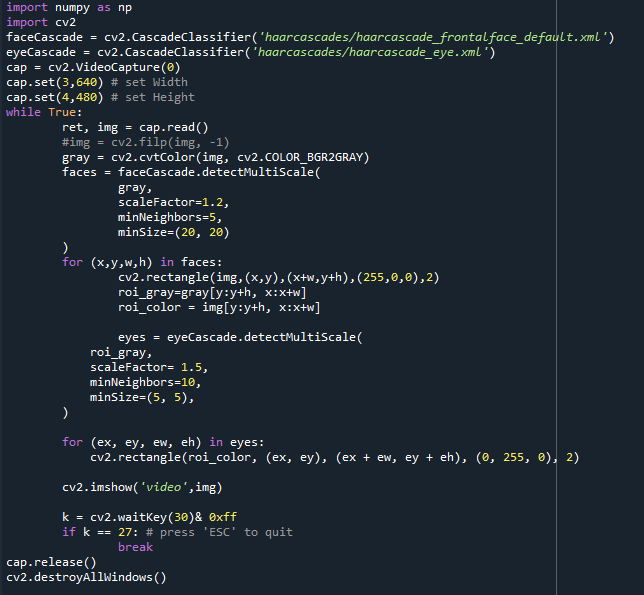 import numpy as np
import cv2
faceCascade = cv2.CascadeClassifier('haarcascades/haarcascade_frontalface_default.xml')
eyeCascade = cv2.CascadeClassifier('haarcascades/haarcascade_eye.xml')
cap = cv2.VideoCapture(0)
cap.set(3,640) # set Width
cap.set(4,480) # set Height
while True:
        ret, img = cap.read()
        #img = cv2.filp(img, -1)
        gray = cv2.cvtColor(img, cv2.COLOR_BGR2GRAY)
        faces = faceCascade.detectMultiScale(
                gray,
                scaleFactor=1.2,
                minNeighbors=5,
                minSize=(20, 20)
        )
        for (x,y,w,h) in faces:
                cv2.rectangle(img,(x,y),(x+w,y+h),(255,0,0),2)
                roi_gray=gray[y:y+h, x:x+w]
                roi_color = img[y:y+h, x:x+w]

                eyes = eyeCascade.detectMultiScale(
            roi_gray,
            scaleFactor= 1.5,
            minNeighbors=10,
            minSize=(5, 5),
        )

        for (ex, ey, ew, eh) in eyes:
            cv2.rectangle(roi_color, (ex, ey), (ex + ew, ey + eh), (0, 255, 0), 2)

        cv2.imshow('video',img)

        k = cv2.waitKey(30)& 0xff
        if k == 27: # press 'ESC' to quit
                break
cap.release()
cv2.destroyAllWindows()